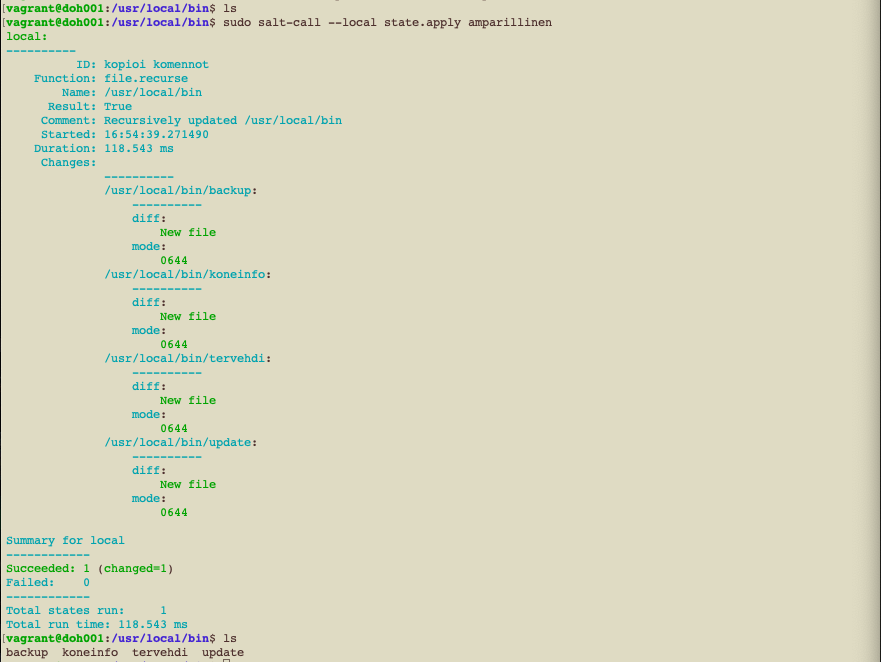 [vagrant@doh001:/usr/local/bin$ ls
[vagrant@doh001:/usr/local/bin$ sudo salt-call --local state.apply amparillinen
local:
----------
ID: kopioi komennot
Function: file.recurse
Name: /usr/local/bin
Result: True
Comment: Recursively updated /usr/local/bin
Started: 16:54:39.271490
Duration: 118.543 ms
Changes:
----------
/usr/local/bin/backup:
----------
diff:
New file
mode:
0644
/usr/local/bin/koneinfo:
----------
diff:
New file
mode:
0644
/usr/local/bin/tervehdi:
----------
diff:
New file
mode:
0644
/usr/local/bin/update:
----------
diff:
New file
mode:
0644
Summary for local
------------
Succeeded: 1 (changed=1)
Failed: 0
------------
Total states run: 1
Total run time: 118.543 ms
[vagrant@doh001:/usr/local/bin$ ls
backup koneinfo tervehdi update